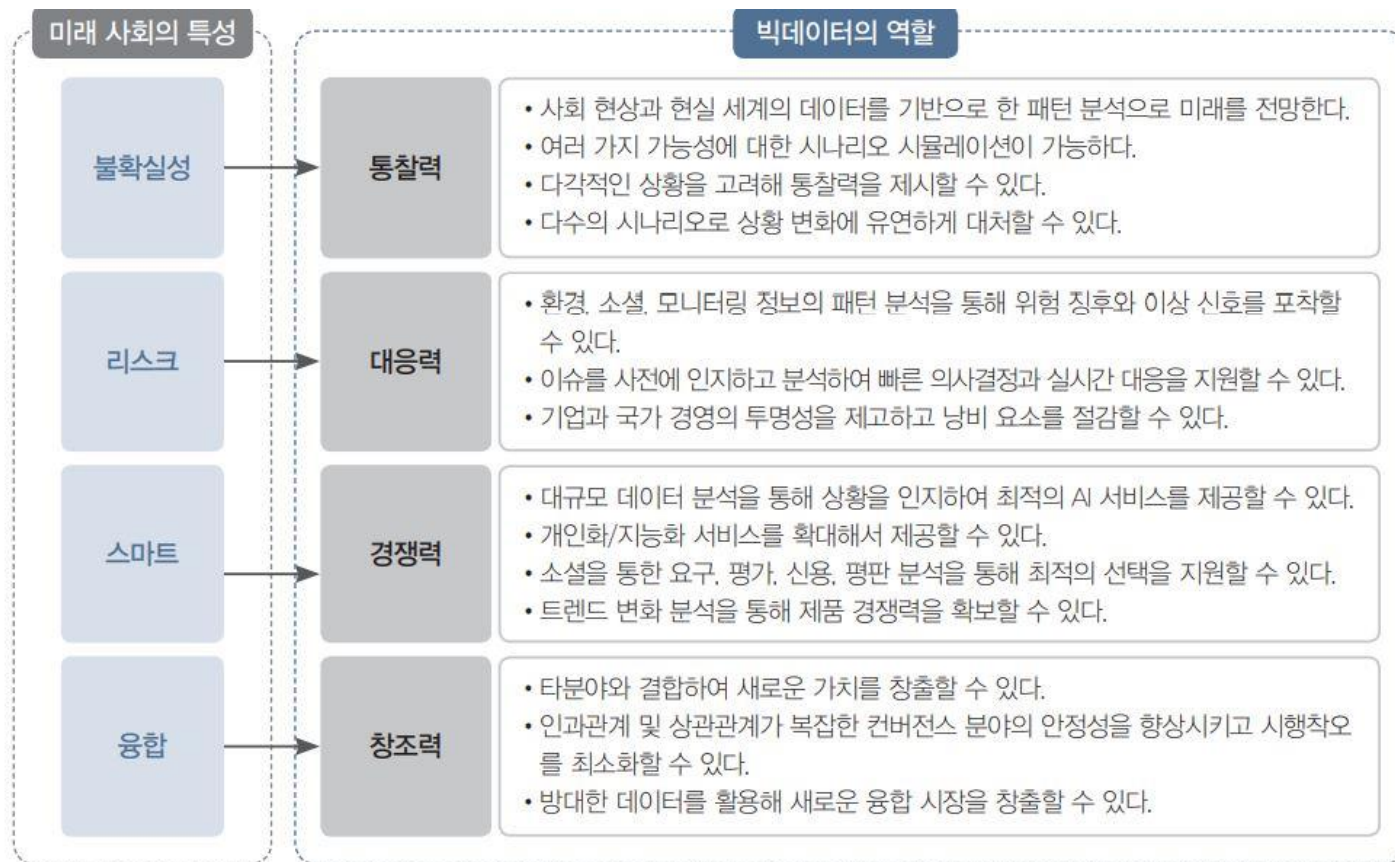 미래 사회의 특성
빅데이터의 역할
불확실성
통찰력
• 사회 현상과 현실 세계의 데이터를 기반으로 한 패턴 분석으로 미래를 전망한다.
• 여러 가지 가능성에 대한 시나리오 시뮬레이션이 가능하다.
• 다각적인 상황을 고려해 통찰력을 제시할 수 있다.
• 다수의 시나리오로 상황 변화에 유연하게 대처할 수 있다.
리스크
대응력
• 환경, 소셜, 모니터링 정보의 패턴 분석을 통해 위험 징후와 이상 신호를 포착할
수 있다.
• 이슈를 사전에 인지하고 분석하여 빠른 의사결정과 실시간 대응을 지원할 수 있다.
• 기업과 국가 경영의 투명성을 제고하고 낭비 요소를 절감할 수 있다.
스마트
경쟁력
• 대규모 데이터 분석을 통해 상황을 인지하여 최적의 AI 서비스를 제공할 수 있다.
• 개인화/지능화 서비스를 확대해서 제공할 수 있다.
• 소셜을 통한 요구, 평가, 신용, 평판 분석을 통해 최적의 선택을 지원할 수 있다.
• 트렌드 변화 분석을 통해 제품 경쟁력을 확보할 수 있다.
융합
창조력
• 타분야와 결합하여 새로운 가치를 창출할 수 있다.
• 인과관계 및 상관관계가 복잡한 컨버전스 분야의 안정성을 향상시키고 시행착오
를 최소화할 수 있다.
• 방대한 데이터를 활용해 새로운 융합 시장을 창출할 수 있다.